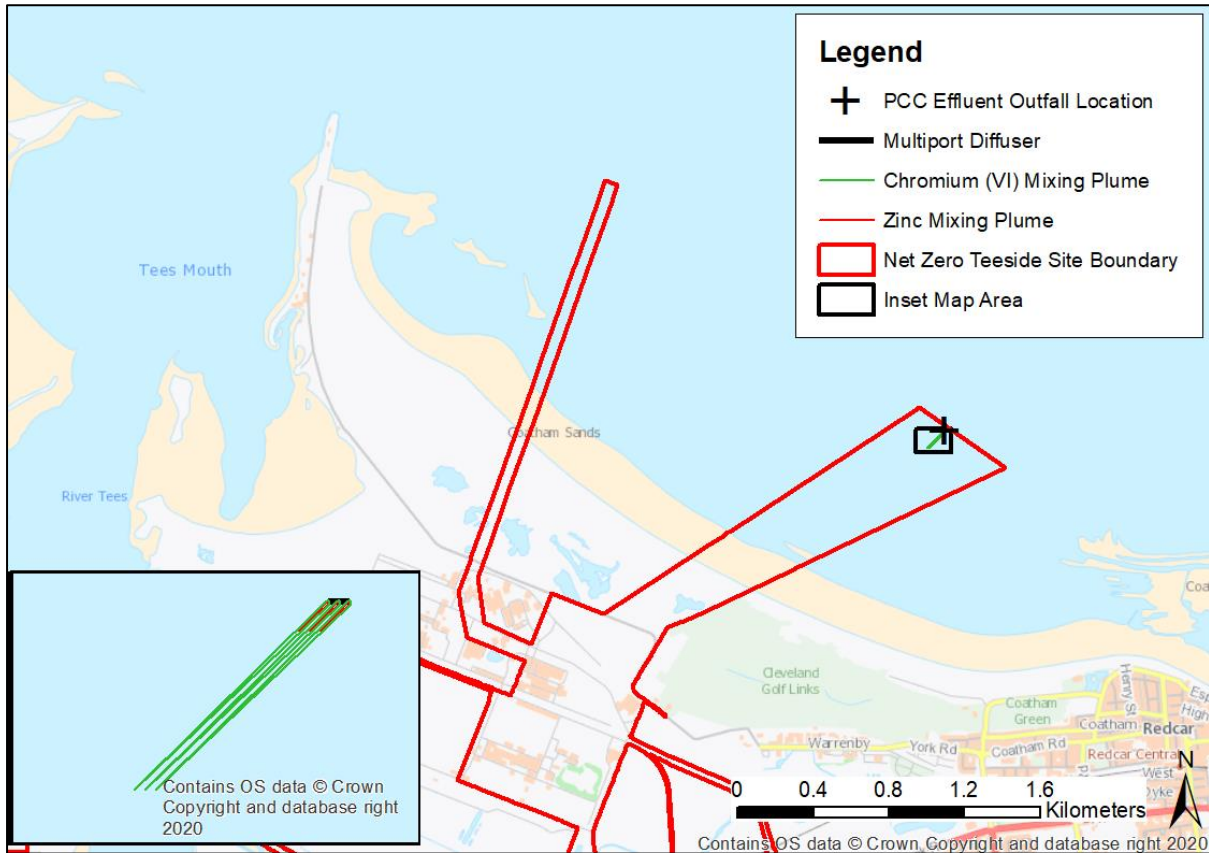 Legend
PCC Effluent Outfall Location
Multiport Diffuser
Chromium (VI) Mixing Plume
Zinc Mixing Plume
Net Zero Teeside Site Boundary
Inset Map Area
Tees Mouth
Coatham Sands
River Tees
Cleveland
Golf Links
Coatham
Green
Henry St
Coatham
Redcar
Warrenby
York Rd
Coatham Rd
Redcar Central
West
Dyke
N
0 0.4 0.8 1.2 1.6
Kilometers
Contains OS data © Crown
Copyright and database right
2020
Contains OS data © Crown Copyright and database right 2020